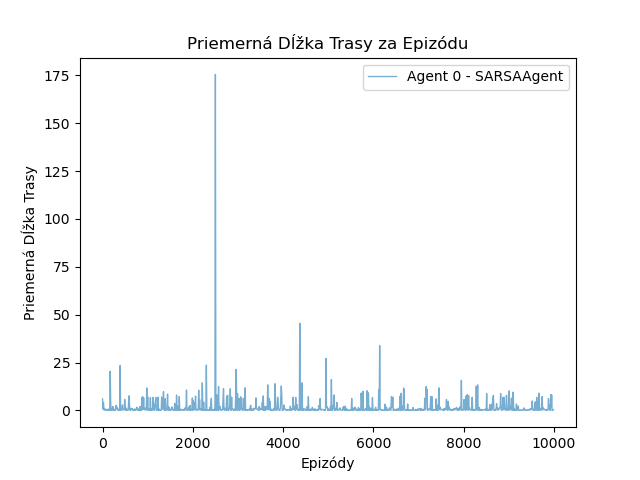 Priemerná Dĺžka Trasy za Epizódu
Agent 0 - SARSAAgent
Priemerná Dĺžka Trasy
175
150
125
100
75
50
25
0
0 2000 4000 6000 8000 10000
Epizódy